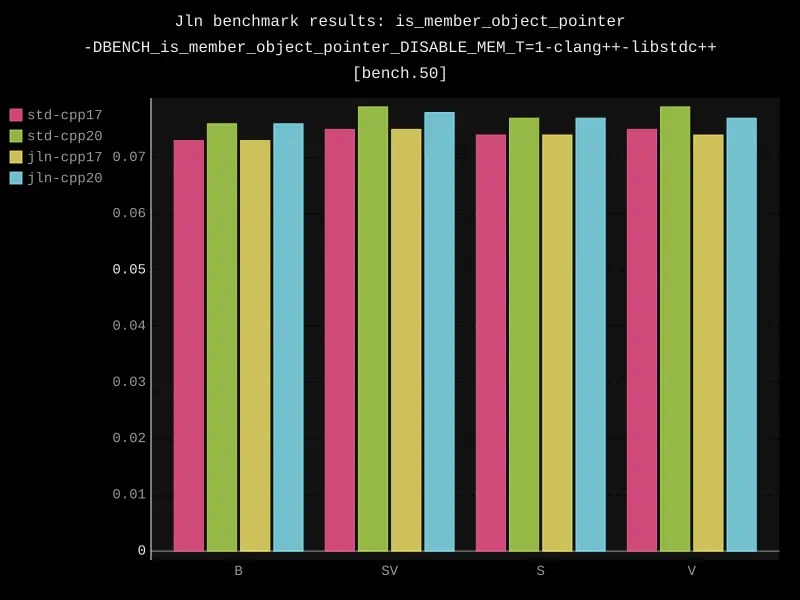 Jln benchmark results: is_member_object_pointer
-DBENCH_is_member_object_pointer_DISABLE_MEM_T=1-clang++-libstdc++
[bench.50]
std-cpp17
std-cpp20
jln-cpp17
jln-cpp20
0.07
0.06
0.05
0.04
0.03
0.02
0.01
0
B SV S V